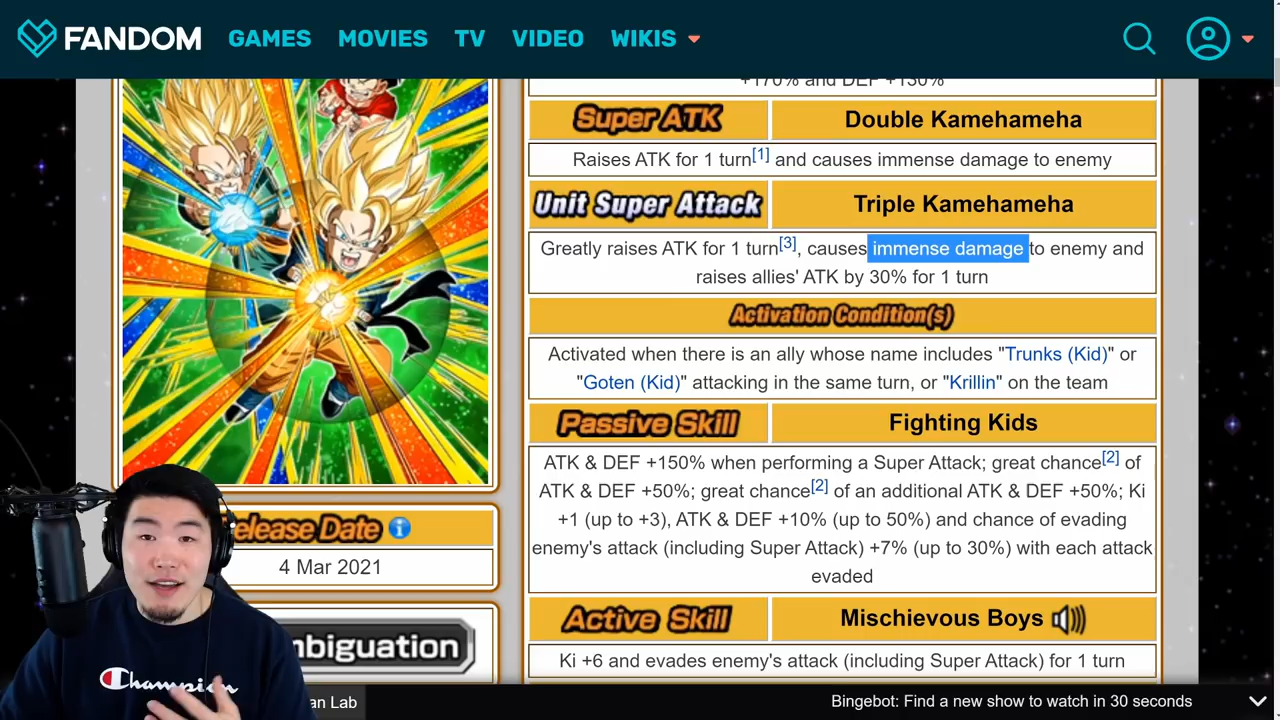 FANDOM GAMES MOVIES TV VIDEO WIKIS
+170% and DEF +130%
Super ATK Double Kamehameha
Raises ATK for 1 turn[1] and causes immense damage to enemy
Unit Super Attack Triple Kamehameha
Greatly raises ATK for 1 turn[3], causes immense damage to enemy and
raises allies' ATK by 30% for 1 turn
Activation Condition(s)
Activated when there is an ally whose name includes "Trunks (Kid)" or
"Goten (Kid)" attacking in the same turn, or "Krillin" on the team
Passive Skill Fighting Kids
ATK & DEF +150% when performing a Super Attack; great chance[2] of
ATK & DEF +50%; great chance[2] of an additional ATK & DEF +50%; Ki
+1 (up to +3), ATK & DEF +10% (up to 50%) and chance of evading
enemy's attack (including Super Attack) +7% (up to 30%) with each attack
evaded
Active Skill Mischievous Boys
Ki +6 and evades enemy's attack (including Super Attack) for 1 turn
elease Date
4 Mar 2021
mbiguation
Champion
an Lab
Bingebot: Find a new show to watch in 30 seconds